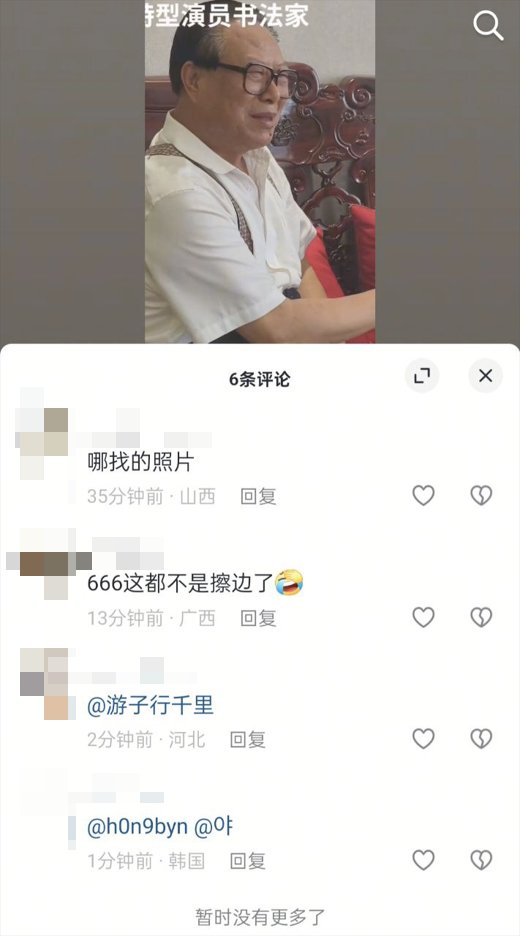 特型演员书法家
6条评论
哪找的照片
35分钟前 · 山西 回复
666这都不是擦边了🤣
13分钟前 · 广西 回复
@游子行千里
2分钟前 · 河北 回复
@h0n9byn @야
1分钟前 · 韩国 回复
暂时没有更多了